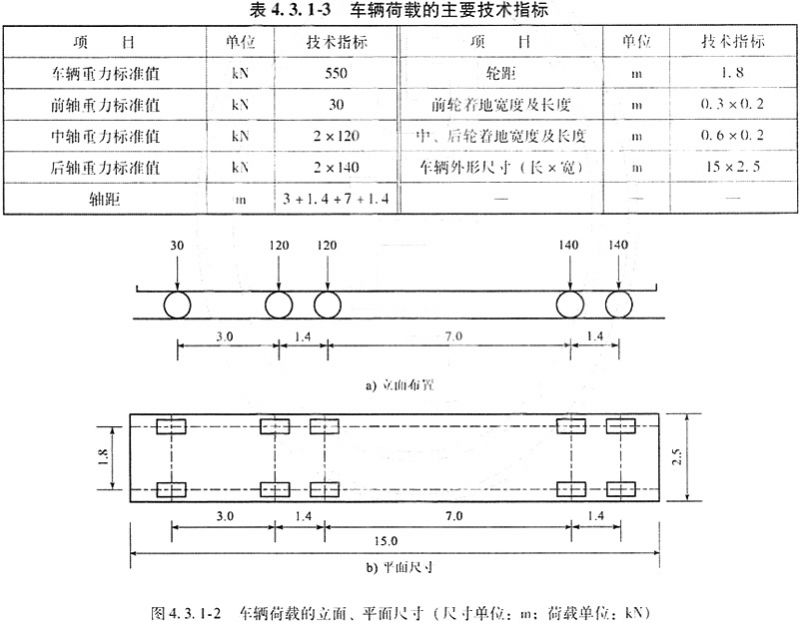 表 4.3.1-3 车辆荷载的主要技术指标
项 目 单位 技术指标 项 目 单位 技术指标
车辆重力标准值 kN 550 轮距 m 1.8
前轴重力标准值 kN 30 前轮着地宽度及长度 m 0.3×0.2
中轴重力标准值 kN 2×120 中、后轮着地宽度及长度 m 0.6×0.2
后轴重力标准值 kN 2×140 车辆外形尺寸(长×宽) m 15×2.5
轴距 m 3+1.4+7+1.4 — — —
30 120 120 140 140
3.0 1.4 7.0 1.4
a) 立面布置
1.8 2.5
3.0 1.4 7.0 1.4
15.0
b) 平面尺寸
图 4.3.1-2 车辆荷载的立面、平面尺寸(尺寸单位:m;荷载单位:kN)